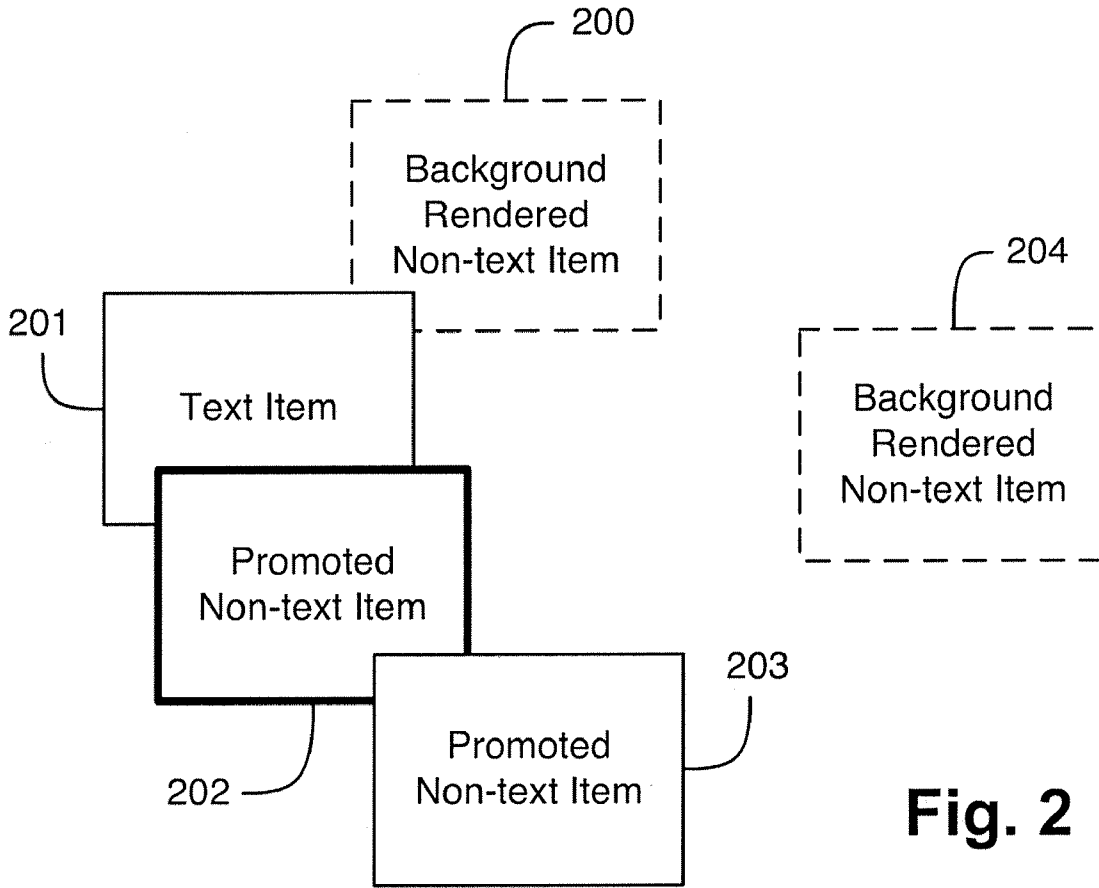 200
Background
Rendered
Non-text Item
204
201
Text Item
Background
Rendered
Non-text Item
Promoted
Non-text Item
203
Promoted
Non-text Item
202
Fig. 2